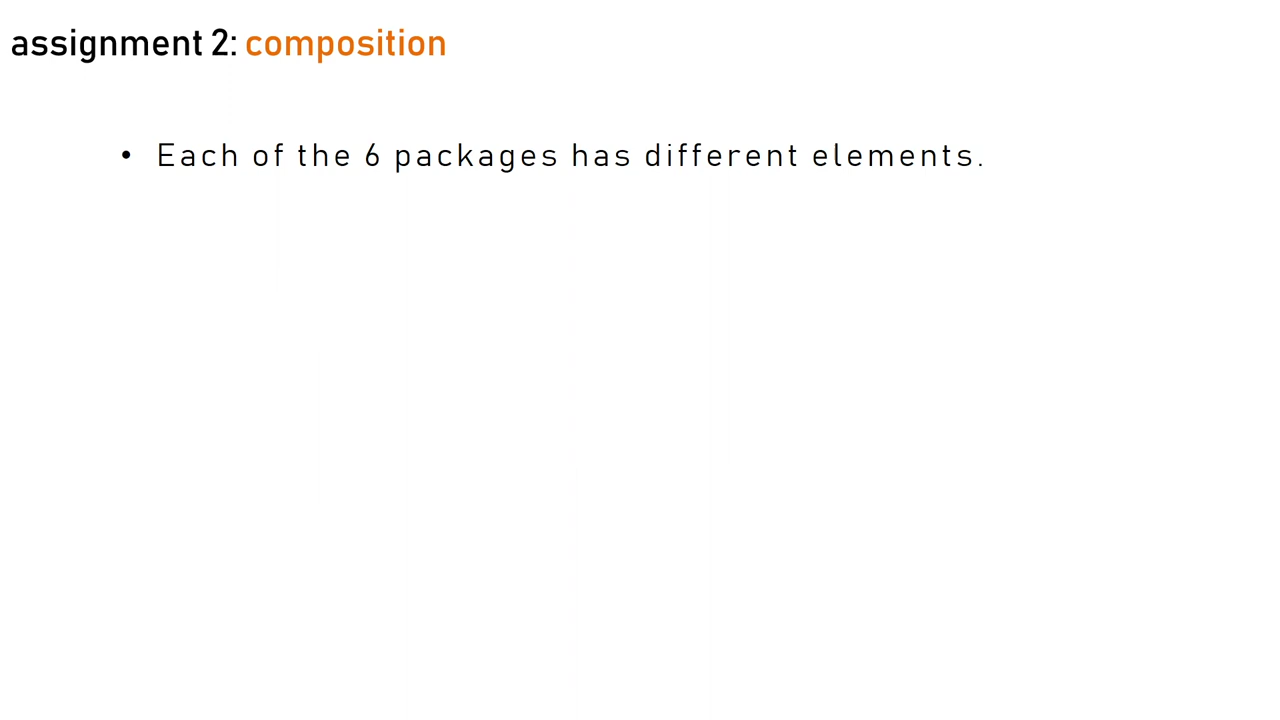 assignment 2: composition
• Each of the 6 packages has different elements.